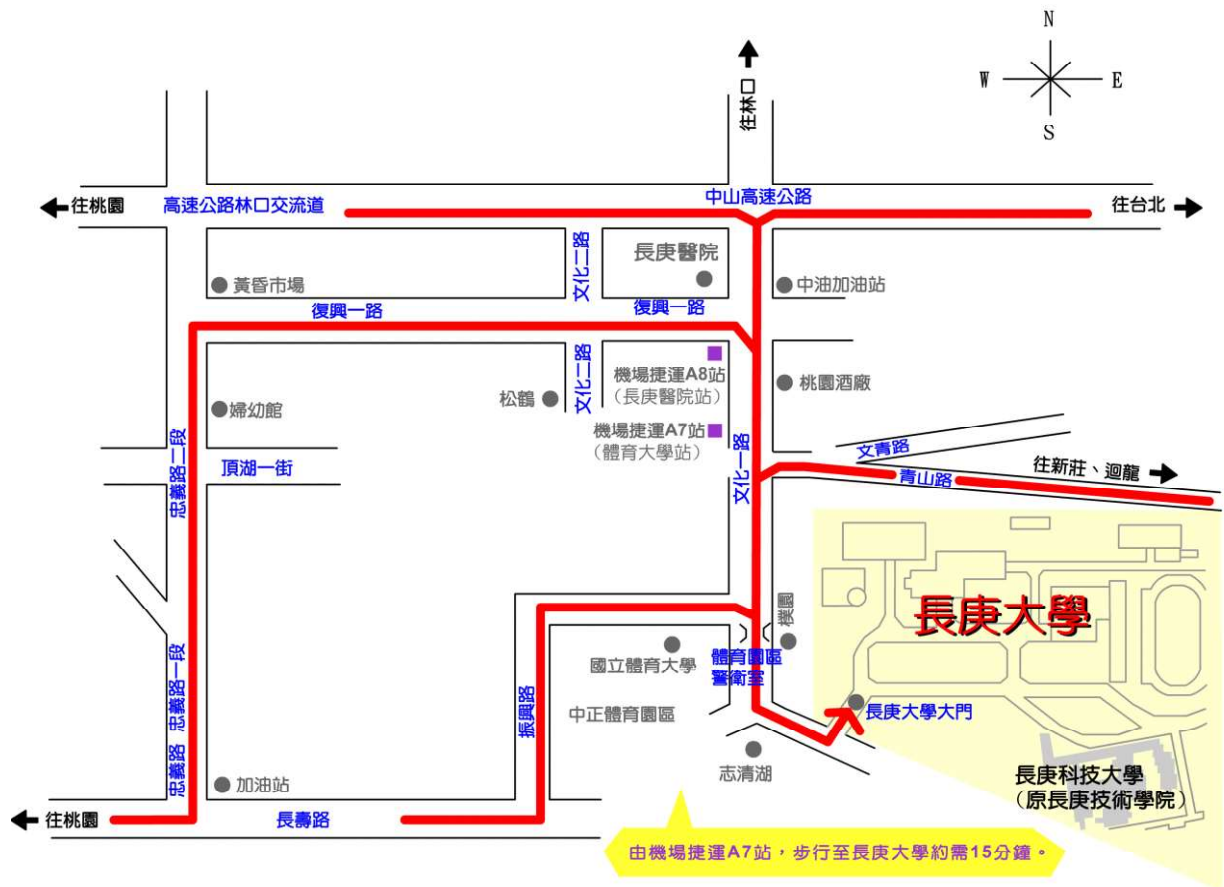 N
W
E
S
往林口
往桃園
高速公路林口交流道
中山高速公路
往台北
文化二路
長庚醫院
黃昏市場
中油加油站
復興一路
復興一路
文化二路
機場捷運A8站
（長庚醫院站）
松鶴
桃園酒廠
婦幼館
機場捷運A7站
（體育大學站）
忠義路二段
頂湖一街
文化一路
文青路
青山路
往新莊、迴龍
長庚大學
樸園
國立體育大學
體育園區
警衛室
忠義路一段
振興路
中正體育園區
長庚大學大門
忠義路
加油站
志清湖
長庚科技大學
（原長庚技術學院）
往桃園
長壽路
由機場捷運A7站，步行至長庚大學約需15分鐘。